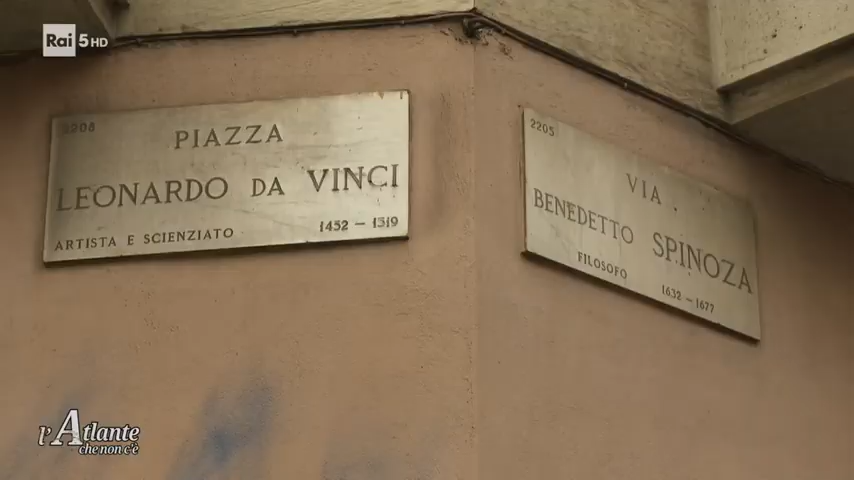 Rai 5HD
2208
PIAZZA
LEONARDO DA VINCI
ARTISTA E SCIENZIATO
1452 - 1519
2205
VIA
BENEDETTO SPINOZA
FILOSOFO
1632 - 1677
l'Atlante
che non c'è